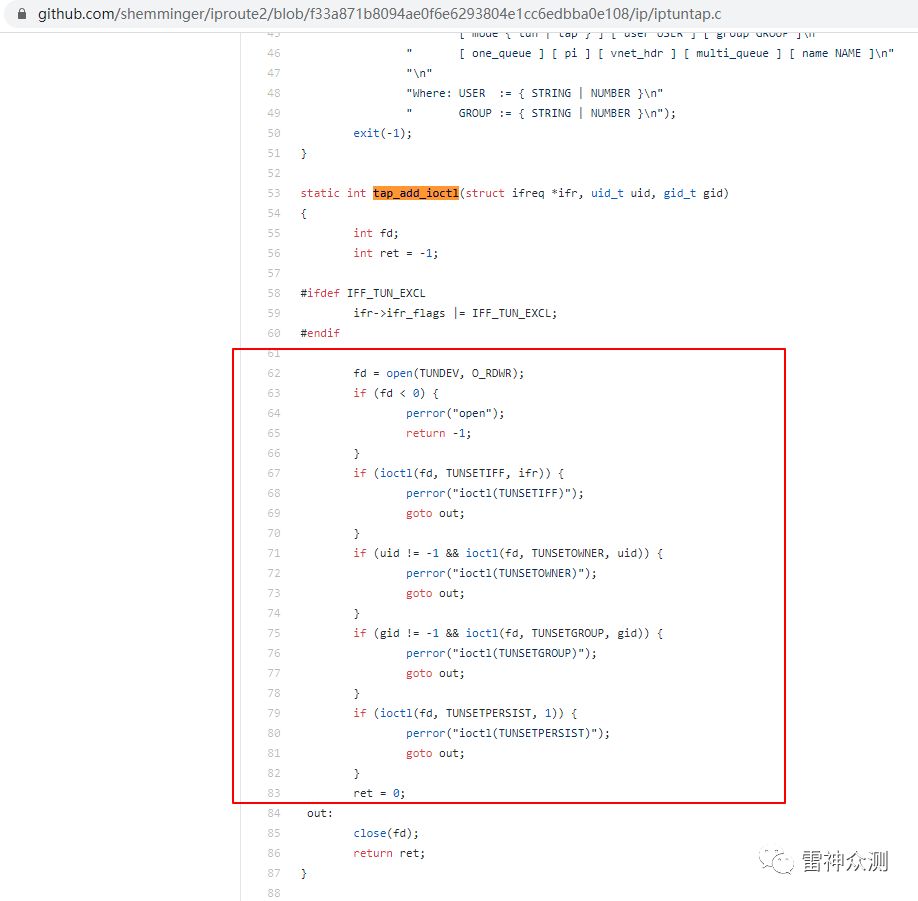 github.com/shemminger/iproute2/blob/f33a871b8094ae0f6e6293804e1cc6edbba0e108/ip/iptuntap.c
45 [ mode { tun | tap } ] [ user USER ] [ group GROUP ]\n"
46 "       [ one_queue ] [ pi ] [ vnet_hdr ] [ multi_queue ] [ name NAME ]\n"
47 "\n"
48 "Where: USER  := { STRING | NUMBER }\n"
49 "       GROUP := { STRING | NUMBER }\n");
50 exit(-1);
51 }
52
53 static int tap_add_ioctl(struct ifreq *ifr, uid_t uid, gid_t gid)
54 {
55 int fd;
56 int ret = -1;
57
58 #ifdef IFF_TUN_EXCL
59 ifr->ifr_flags |= IFF_TUN_EXCL;
60 #endif
61
62 fd = open(TUNDEV, O_RDWR);
63 if (fd < 0) {
64 perror("open");
65 return -1;
66 }
67 if (ioctl(fd, TUNSETIFF, ifr)) {
68 perror("ioctl(TUNSETIFF)");
69 goto out;
70 }
71 if (uid != -1 && ioctl(fd, TUNSETOWNER, uid)) {
72 perror("ioctl(TUNSETOWNER)");
73 goto out;
74 }
75 if (gid != -1 && ioctl(fd, TUNSETGROUP, gid)) {
76 perror("ioctl(TUNSETGROUP)");
77 goto out;
78 }
79 if (ioctl(fd, TUNSETPERSIST, 1)) {
80 perror("ioctl(TUNSETPERSIST)");
81 goto out;
82 }
83 ret = 0;
84 out:
85 close(fd);
86 return ret;
87 }
88
雷神众测